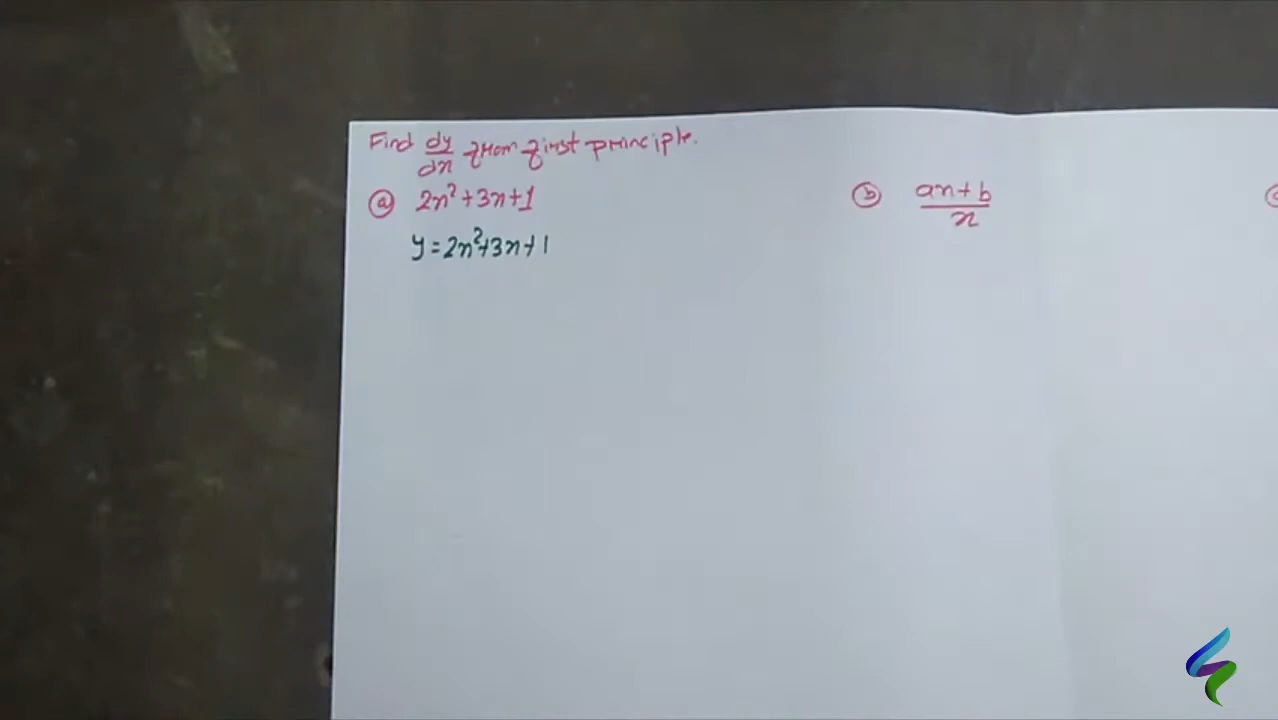 Find dy/dx from first principle.
ⓐ 2x²+3x+1
y=2x²+3x+1
ⓑ ax+b/x